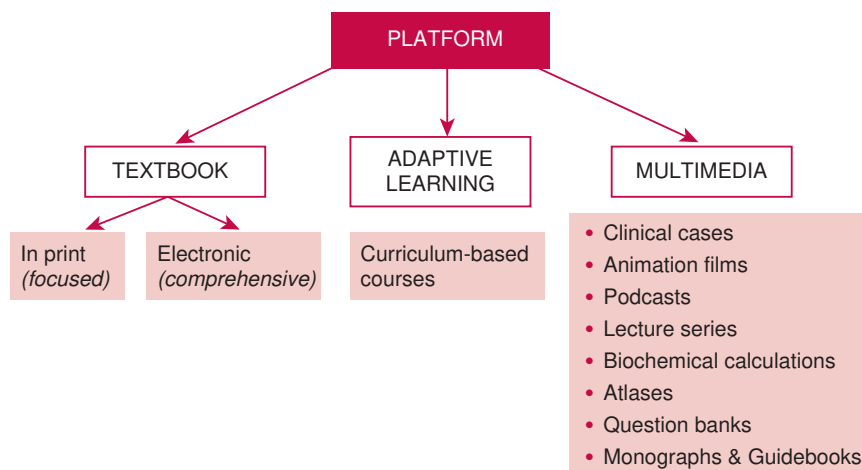 PLATFORM
TEXTBOOK
ADAPTIVE
LEARNING
MULTIMEDIA
In print
(focused)
Electronic
(comprehensive)
Curriculum-based
courses
• Clinical cases
• Animation films
• Podcasts
• Lecture series
• Biochemical calculations
• Atlases
• Question banks
• Monographs & Guidebooks